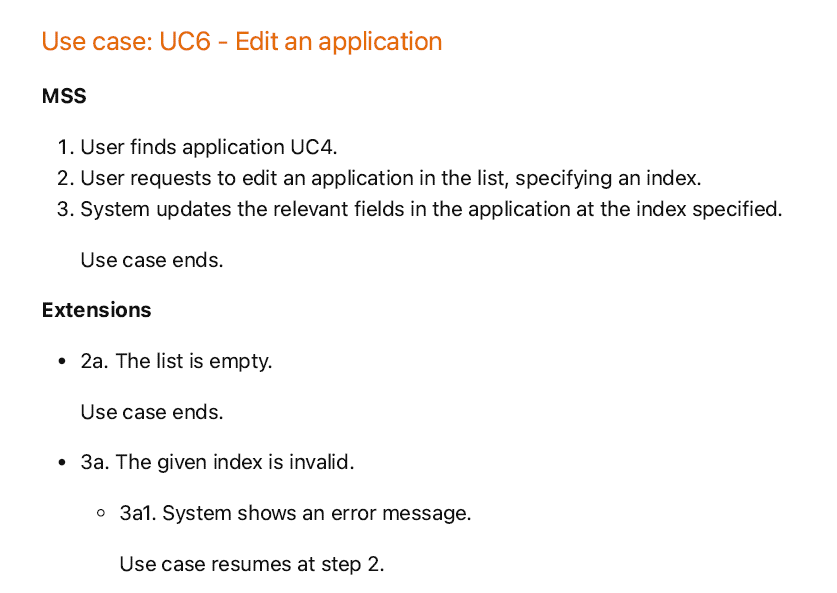 Use case: UC6 - Edit an application
MSS
1. User finds application UC4.
2. User requests to edit an application in the list, specifying an index.
3. System updates the relevant fields in the application at the index specified.
Use case ends.
Extensions
• 2a. The list is empty.
Use case ends.
• 3a. The given index is invalid.
◦ 3a1. System shows an error message.
Use case resumes at step 2.